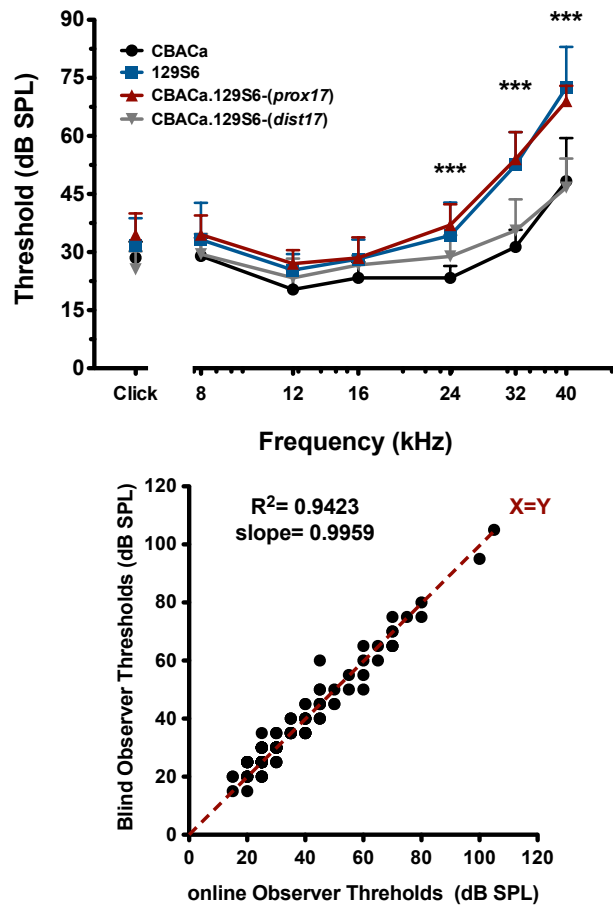 90
75
60
45
30
15
0
Threshold (dB SPL)
CBACa
129S6
CBACa.129S6-(prox17)
CBACa.129S6-(dist17)
***
***
***
Click 8 12 16 24 32 40
Frequency (kHz)
120
100
80
60
40
20
0
Blind Observer Thresholds (dB SPL)
R2= 0.9423
slope= 0.9959
X=Y
0 20 40 60 80 100 120
online Observer Threholds (dB SPL)